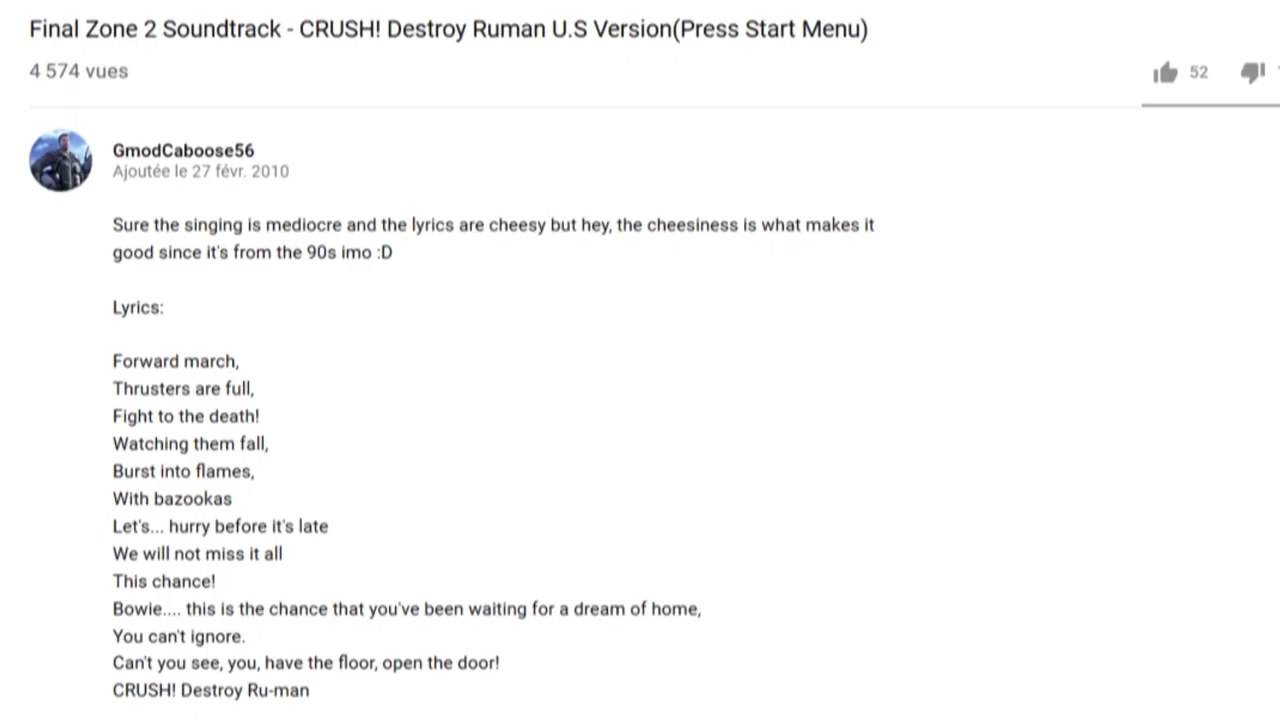 Final Zone 2 Soundtrack - CRUSH! Destroy Ruman U.S Version(Press Start Menu)
4 574 vues
52
GmodCaboose56
Ajoutée le 27 févr. 2010
Sure the singing is mediocre and the lyrics are cheesy but hey, the cheesiness is what makes it
good since it's from the 90s imo :D
Lyrics:
Forward march,
Thrusters are full,
Fight to the death!
Watching them fall,
Burst into flames,
With bazookas
Let's... hurry before it's late
We will not miss it all
This chance!
Bowie.... this is the chance that you've been waiting for a dream of home,
You can't ignore.
Can't you see, you, have the floor, open the door!
CRUSH! Destroy Ru-man